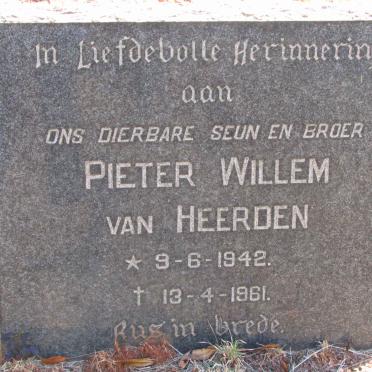 In Liefdevolle Herinnering
aan
ONS DIERBARE SEUN EN BROER
PIETER WILLEM
VAN HEERDEN
★ 9-6-1942.
† 13-4-1961.
Rus in Vrede.